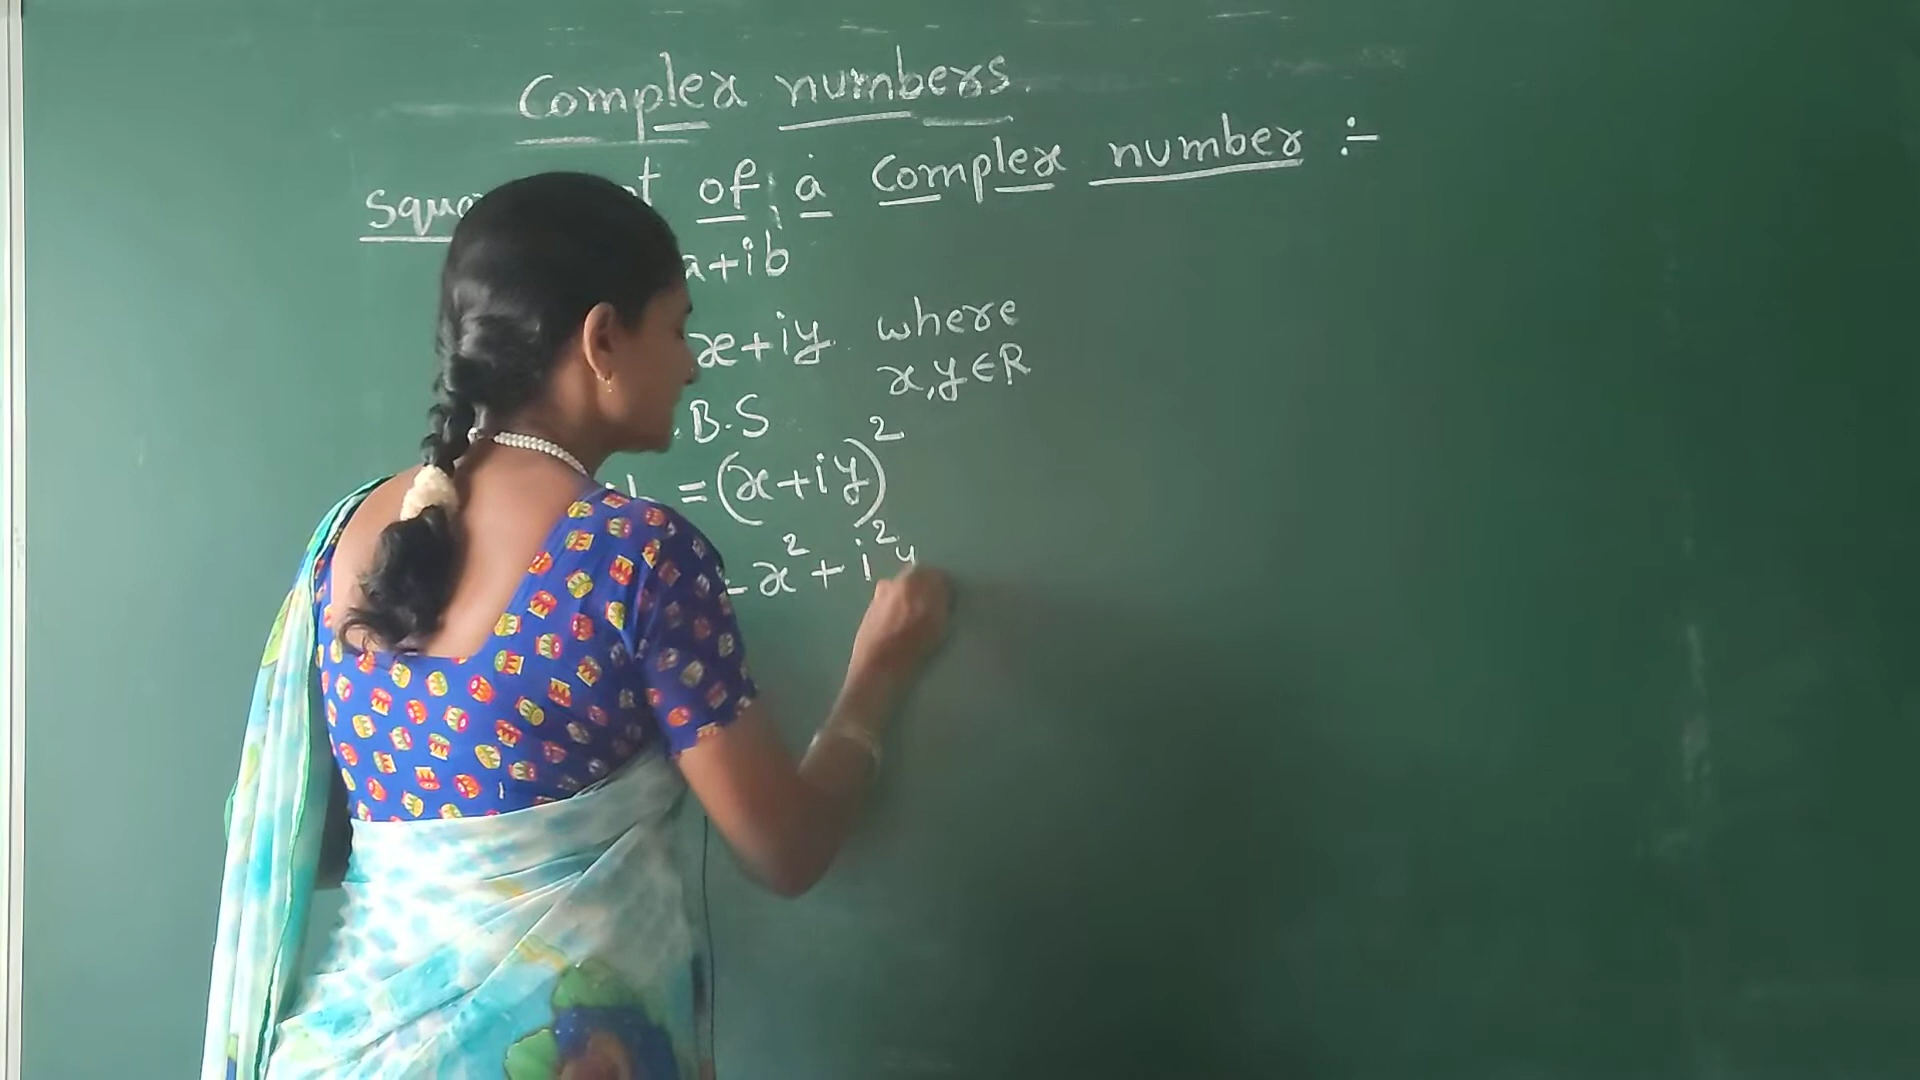 Complex numbers.
of a Complex number :-
a+ib
x+iy where
x,y∈R
.B.S
=(x+iy)²
= x² + i²y